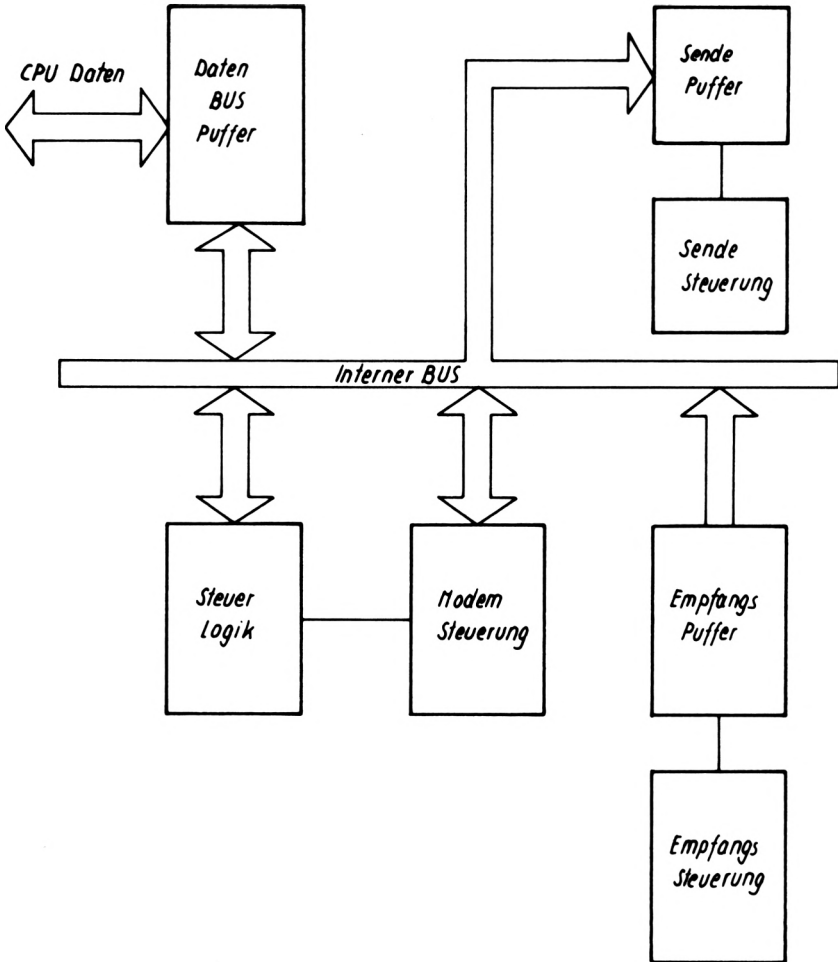 CPU Daten
Daten
BUS
Puffer
Sende
Puffer
Sende
Steuerung
Interner BUS
Steuer
Logik
Modem
Steuerung
Empfangs
Puffer
Empfangs
Steuerung